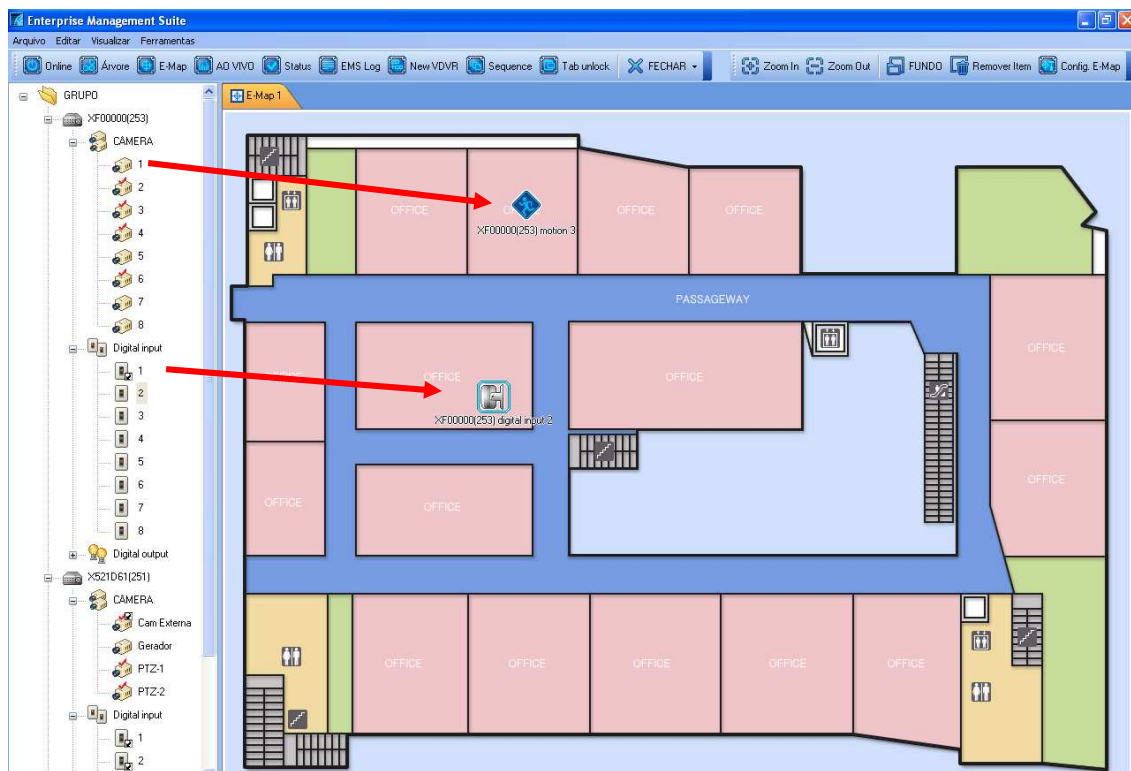 Enterprise Management Suite
Arquivo Editar Visualizar Ferramentas
Online Árvore E-Map AO VIVO Status EMS Log New VDVR Sequence Tab unlock FECHAR Zoom In Zoom Out FUNDO Remover Item Config. E-Map
GRUPO
XF00000(253)
CÂMERA
1
2
3
4
5
6
7
8
Digital input
1
2
3
4
5
6
7
8
Digital output
X521D61(251)
CÂMERA
Cam Externa
Gerador
PTZ-1
PTZ-2
Digital input
1
2
E-Map 1
OFFICE OFFICE OFFICE OFFICE
XF00000(253) motion 3
PASSAGEWAY
OFFICE
OFFICE OFFICE OFFICE
XF00000(253) digital input 2
OFFICE
OFFICE OFFICE
OFFICE OFFICE OFFICE OFFICE OFFICE